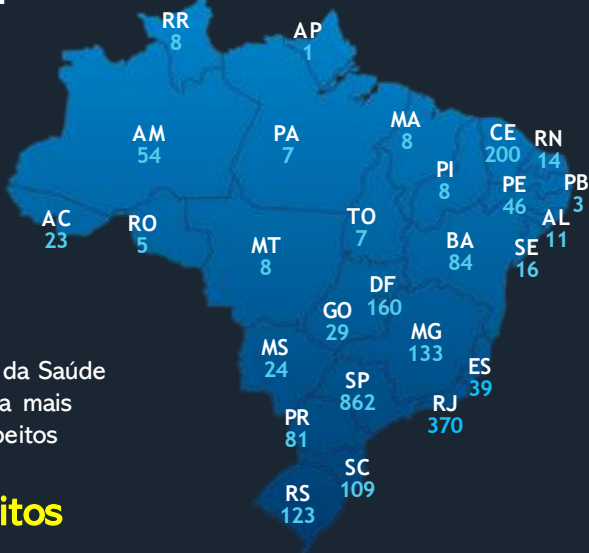 RR
8
AP
1
AM
54
PA
7
MA
8
CE
200
RN
14
PI
8
PE
46
PB
3
AC
23
RO
5
TO
7
AL
11
BA
84
SE
16
MT
8
DF
160
GO
29
MG
133
MS
24
ES
39
SP
862
RJ
370
PR
81
SC
109
RS
123
da Saúde
a mais
peitos
itos